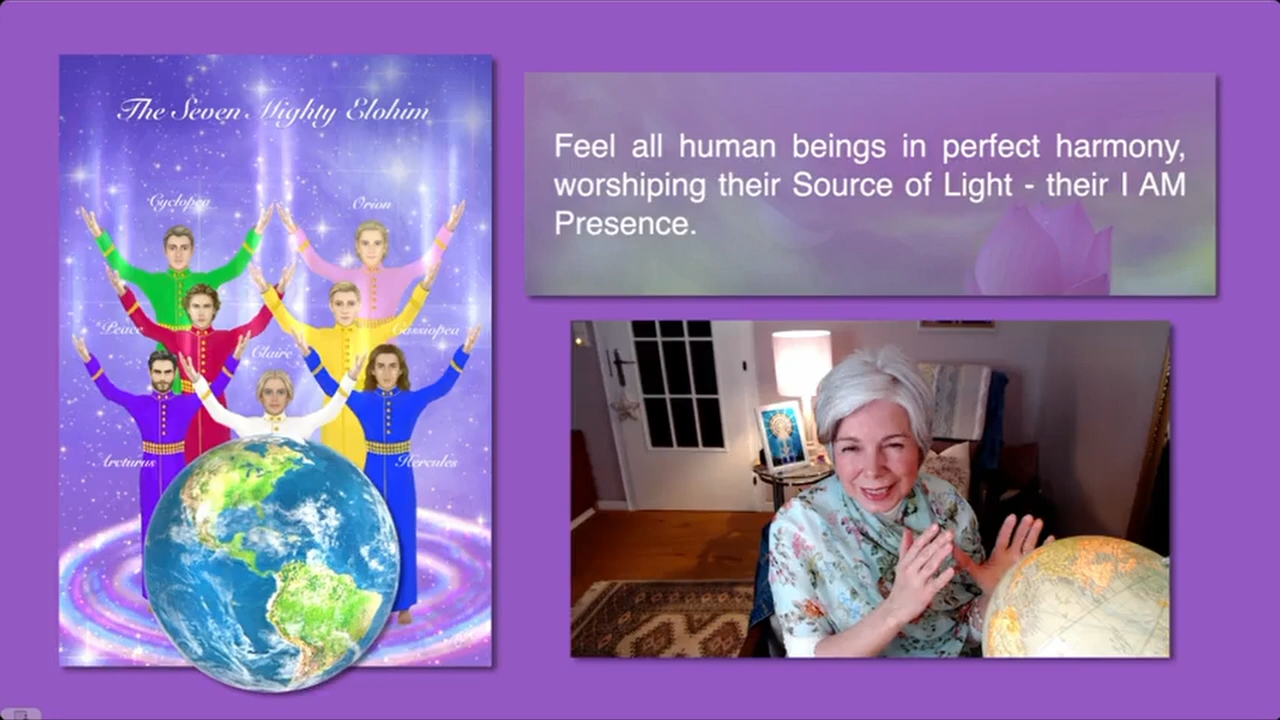 The Seven Mighty Elohim
Cyclopea
Orion
Peace
Cassiopea
Claire
Arcturus
Hercules
Feel all human beings in perfect harmony,
worshiping their Source of Light - their I AM
Presence.